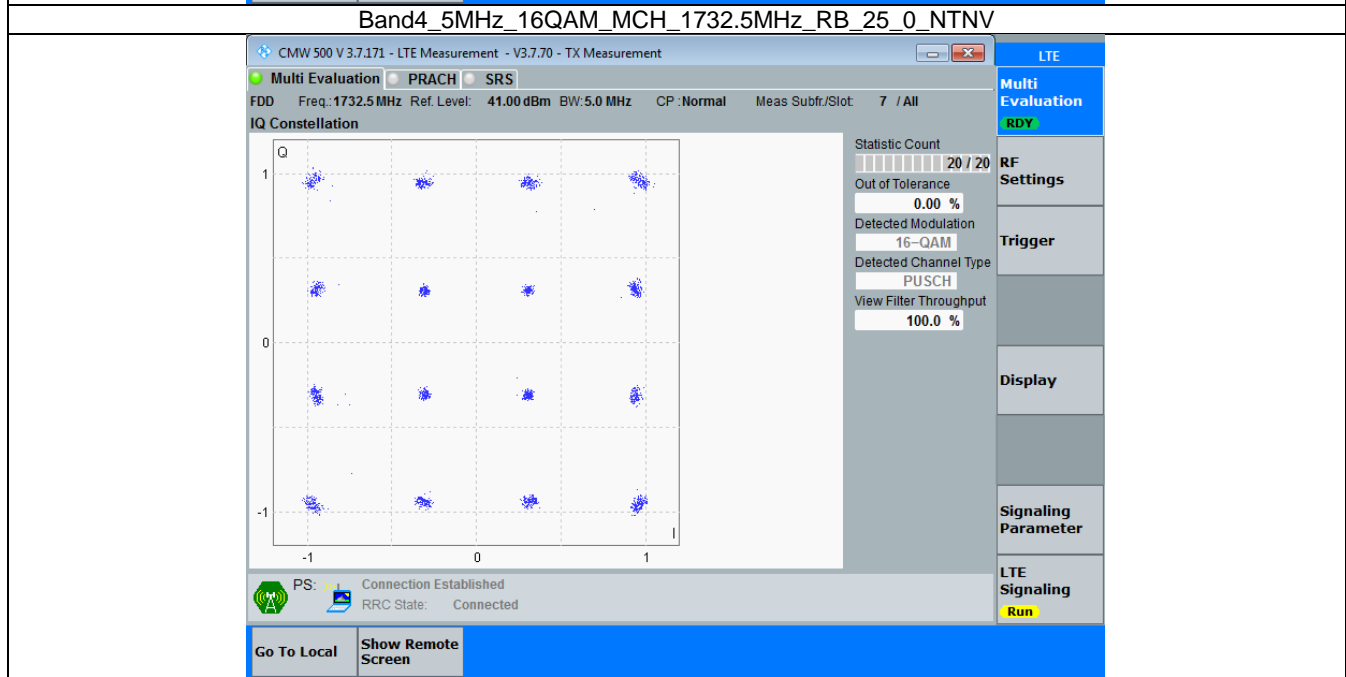 Band4_5MHz_16QAM_MCH_1732.5MHz_RB_25_0_NTNV
CMW 500 V 3.7.171 - LTE Measurement - V3.7.70 - TX Measurement
LTE
Multi Evaluation PRACH SRS
Multi
Evaluation
RDY
FDD Freq.:1732.5 MHz Ref. Level: 41.00 dBm BW:5.0 MHz CP :Normal Meas Subfr./Slot: 7 / All
IQ Constellation
Q
1
0
-1
-1 0 1
I
Statistic Count
20 / 20
Out of Tolerance
0.00 %
Detected Modulation
16-QAM
Detected Channel Type
PUSCH
View Filter Throughput
100.0 %
RF
Settings
Trigger
Display
Signaling
Parameter
LTE
Signaling
Run
PS: Connection Established
RRC State: Connected
Go To Local
Show Remote
Screen